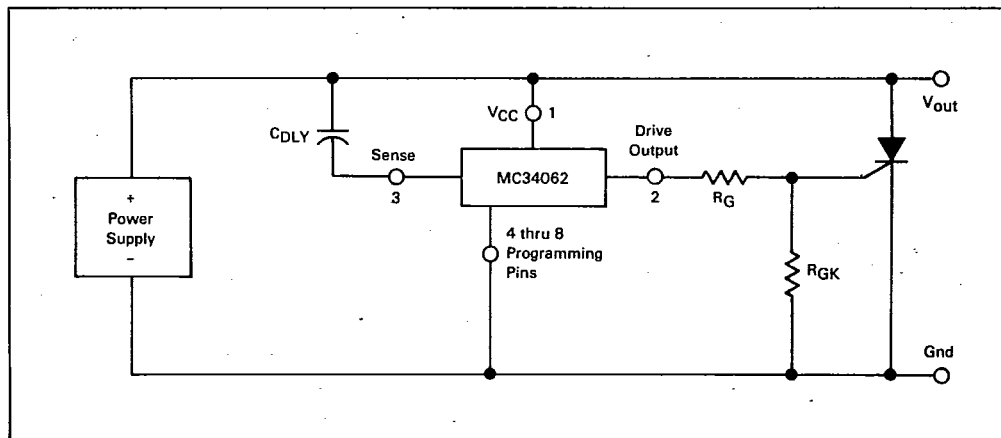 Vout
VCC 1
CDLY
Sense
3
MC34062
Drive
Output
2
RG
+
Power
Supply
−
4 thru 8
Programming
Pins
RGK
Gnd